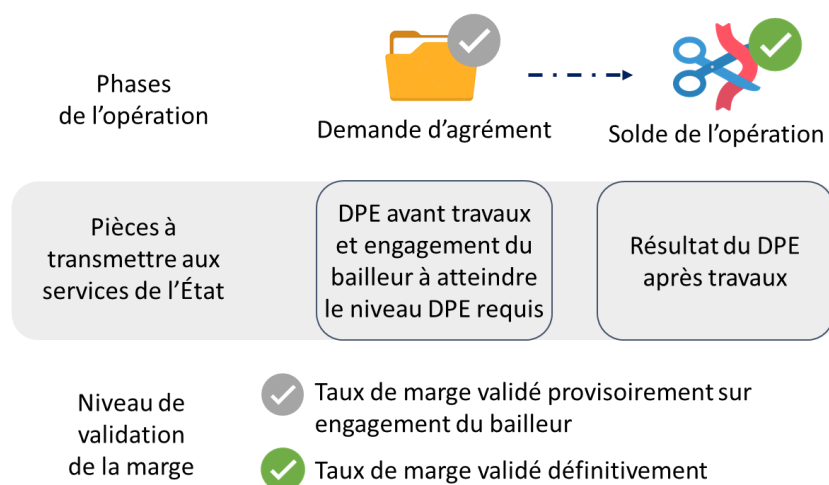 Phases
de l’opération
Demande d’agrément
Solde de l’opération
Pièces à
transmettre aux
services de l’État
DPE avant travaux
et engagement du
bailleur à atteindre
le niveau DPE requis
Résultat du DPE
après travaux
Niveau de
validation
de la marge
Taux de marge validé provisoirement sur
engagement du bailleur
Taux de marge validé définitivement